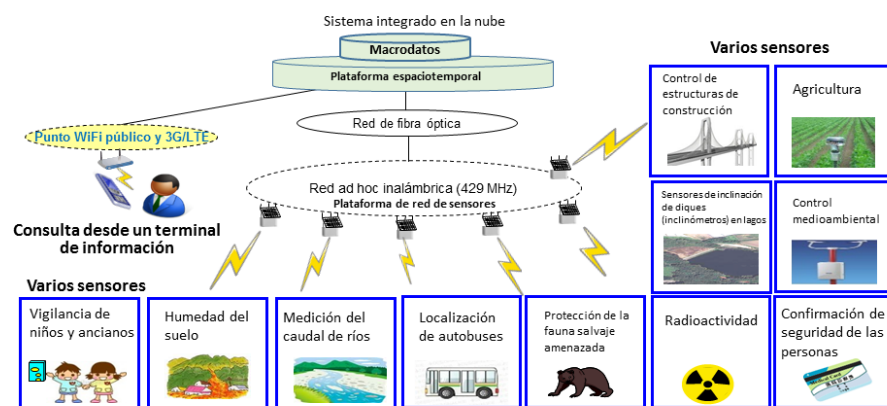 Sistema integrado en la nube
Macrodatos
Plataforma espaciotemporal
Punto WiFi público y 3G/LTE
Red de fibra óptica
Red ad hoc inalámbrica (429 MHz)
Plataforma de red de sensores
Consulta desde un terminal
de información
Varios sensores
Control de
estructuras de
construcción
Agricultura
Sensores de inclinación
de diques
(inclinómetros) en lagos
Control
medioambiental
Varios sensores
Vigilancia de
niños y ancianos
Humedad del
suelo
Medición del
caudal de ríos
Localización
de autobuses
Protección de la
fauna salvaje
amenazada
Radioactividad
Confirmación de
seguridad de las
personas